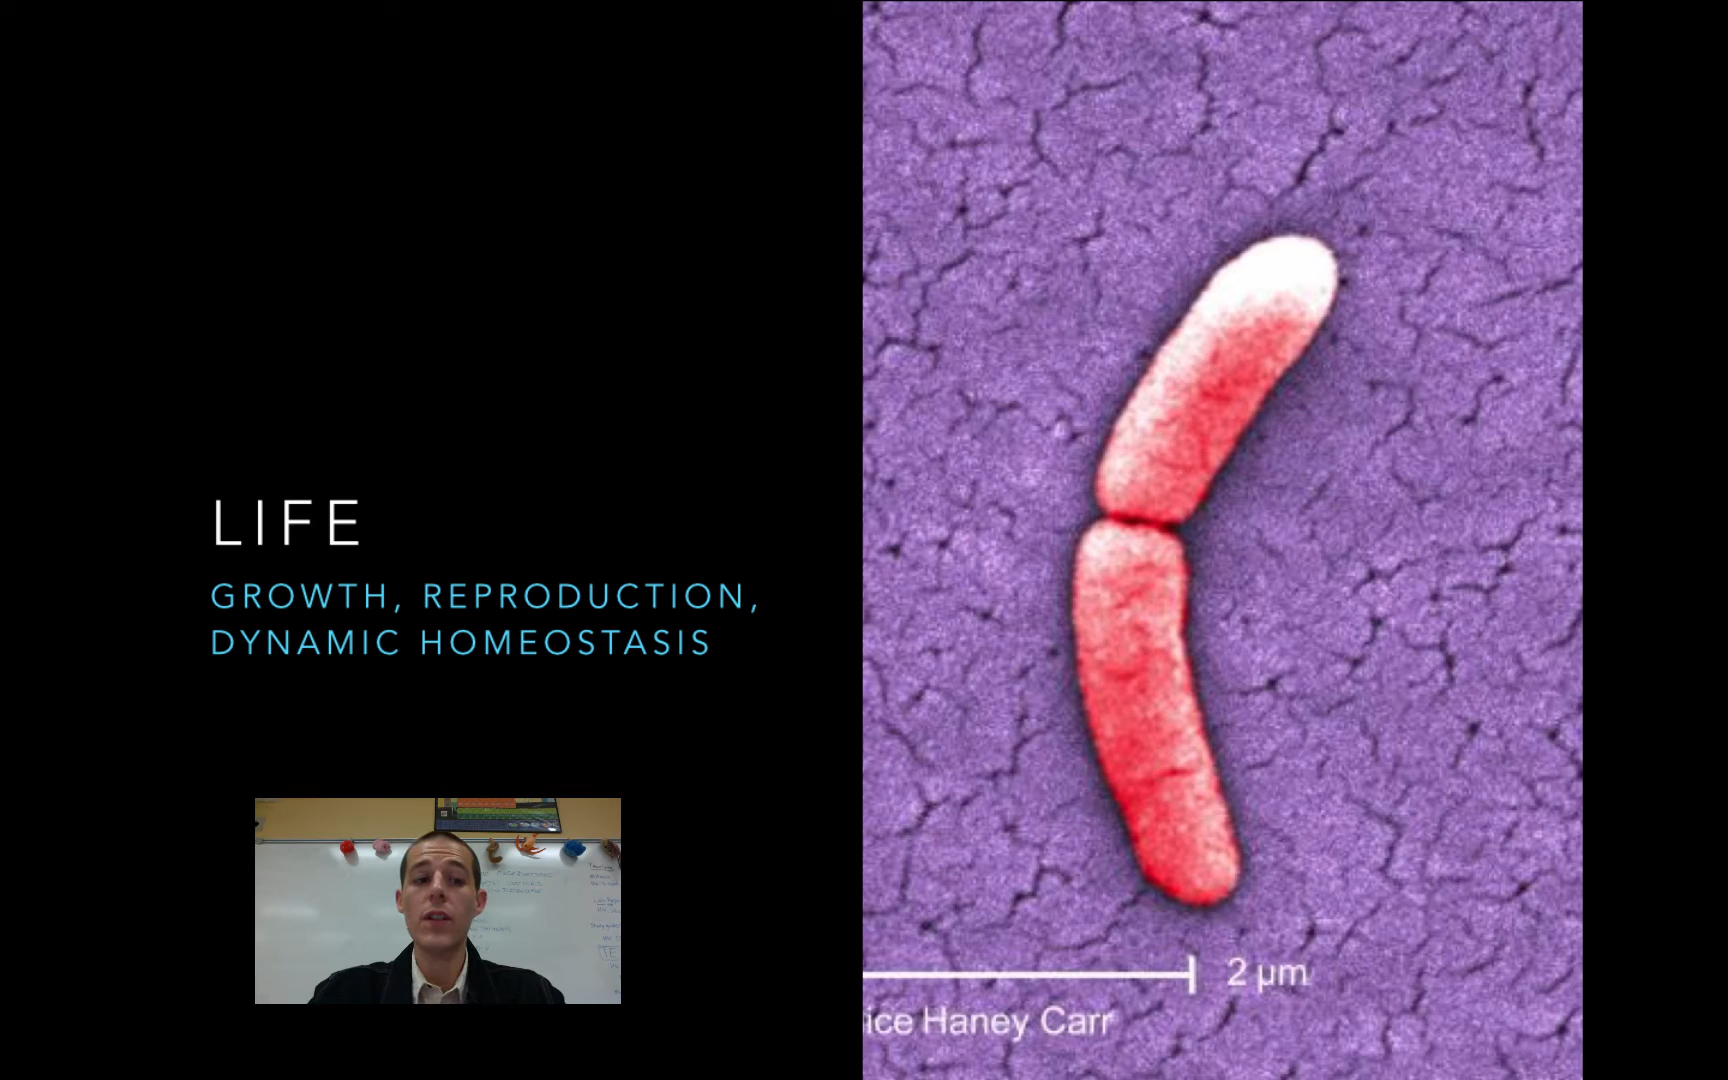 LIFE
GROWTH, REPRODUCTION,
DYNAMIC HOMEOSTASIS
2 µm
ice Haney Carr